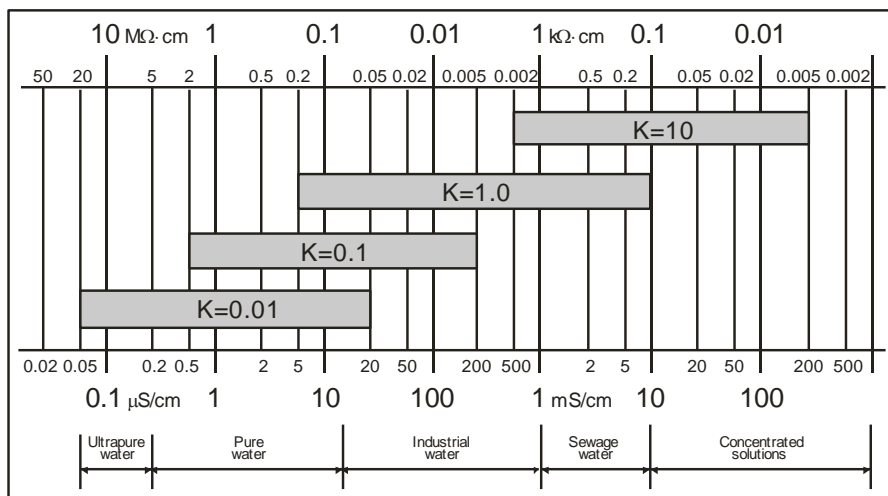 10 MΩ·cm 1 0.1 0.01 1 kΩ·cm 0.1 0.01
50 20 5 2 0.5 0.2 0.05 0.02 0.005 0.002 0.5 0.2 0.05 0.02 0.005 0.002
K=10
K=1.0
K=0.1
K=0.01
0.02 0.05 0.2 0.5 2 5 20 50 200 500 2 5 20 50 200 500
0.1 µS/cm 1 10 100 1 mS/cm 10 100
Ultrapure Pure Industrial Sewage Concentrated
water water water water solutions